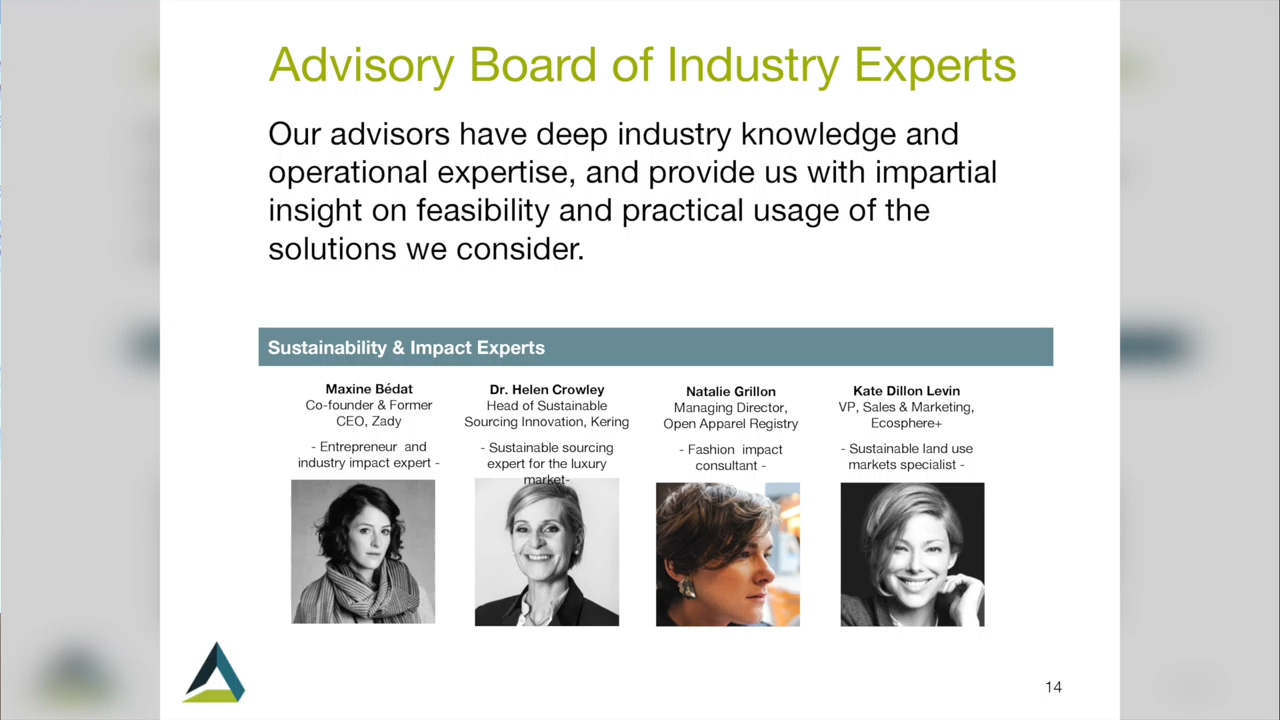 Advisory Board of Industry Experts
Our advisors have deep industry knowledge and
operational expertise, and provide us with impartial
insight on feasibility and practical usage of the
solutions we consider.
Sustainability & Impact Experts
Maxine Bédat
Co-founder & Former
CEO, Zady
- Entrepreneur and
industry impact expert -
Dr. Helen Crowley
Head of Sustainable
Sourcing Innovation, Kering
- Sustainable sourcing
expert for the luxury
market-
Natalie Grillon
Managing Director,
Open Apparel Registry
- Fashion impact
consultant -
Kate Dillon Levin
VP, Sales & Marketing,
Ecosphere+
- Sustainable land use
markets specialist -
14